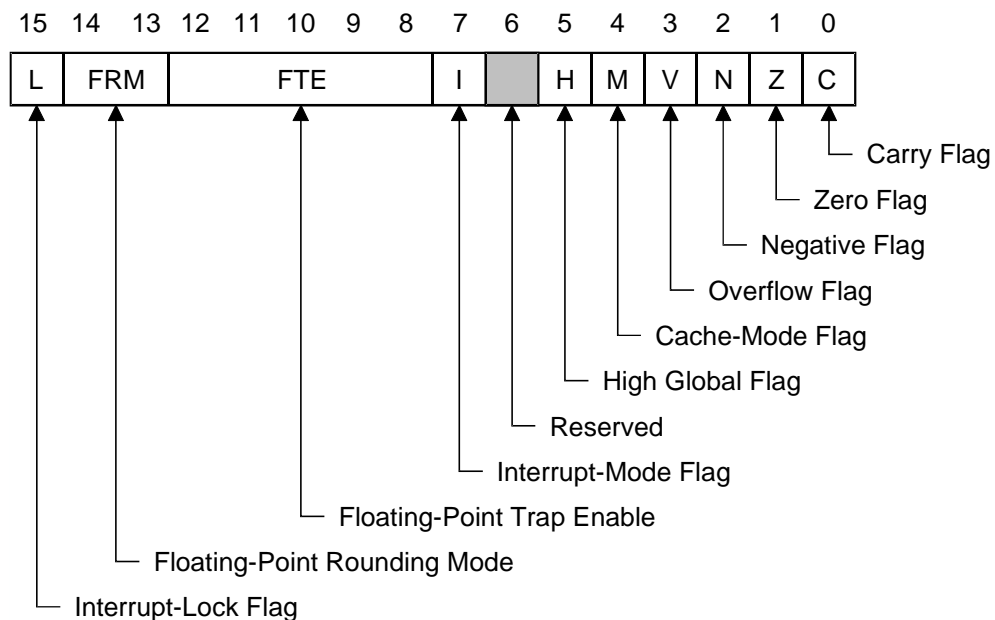 15 14 13 12 11 10 9 8 7 6 5 4 3 2 1 0
L FRM FTE I H M V N Z C
Carry Flag
Zero Flag
Negative Flag
Overflow Flag
Cache-Mode Flag
High Global Flag
Reserved
Interrupt-Mode Flag
Floating-Point Trap Enable
Floating-Point Rounding Mode
Interrupt-Lock Flag